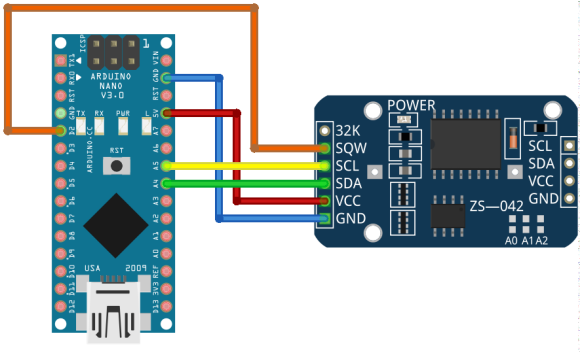 ICSP
1
ARDUINO
NANO
V3.0
TX RX PWR L
ARDUINO.CC
RST
USA 2009
TX1
RX0
RST
GND
D2
D3
D4
D5
D6
D7
D8
D9
D10
D11
D12
VIN
GND
RST
5V
A7
A6
A5
A4
A3
A2
A1
A0
REF
3V3
D13
POWER
32K
SQW
SCL
SDA
VCC
GND
ZS-042
A0 A1 A2
SCL
SDA
VCC
GND